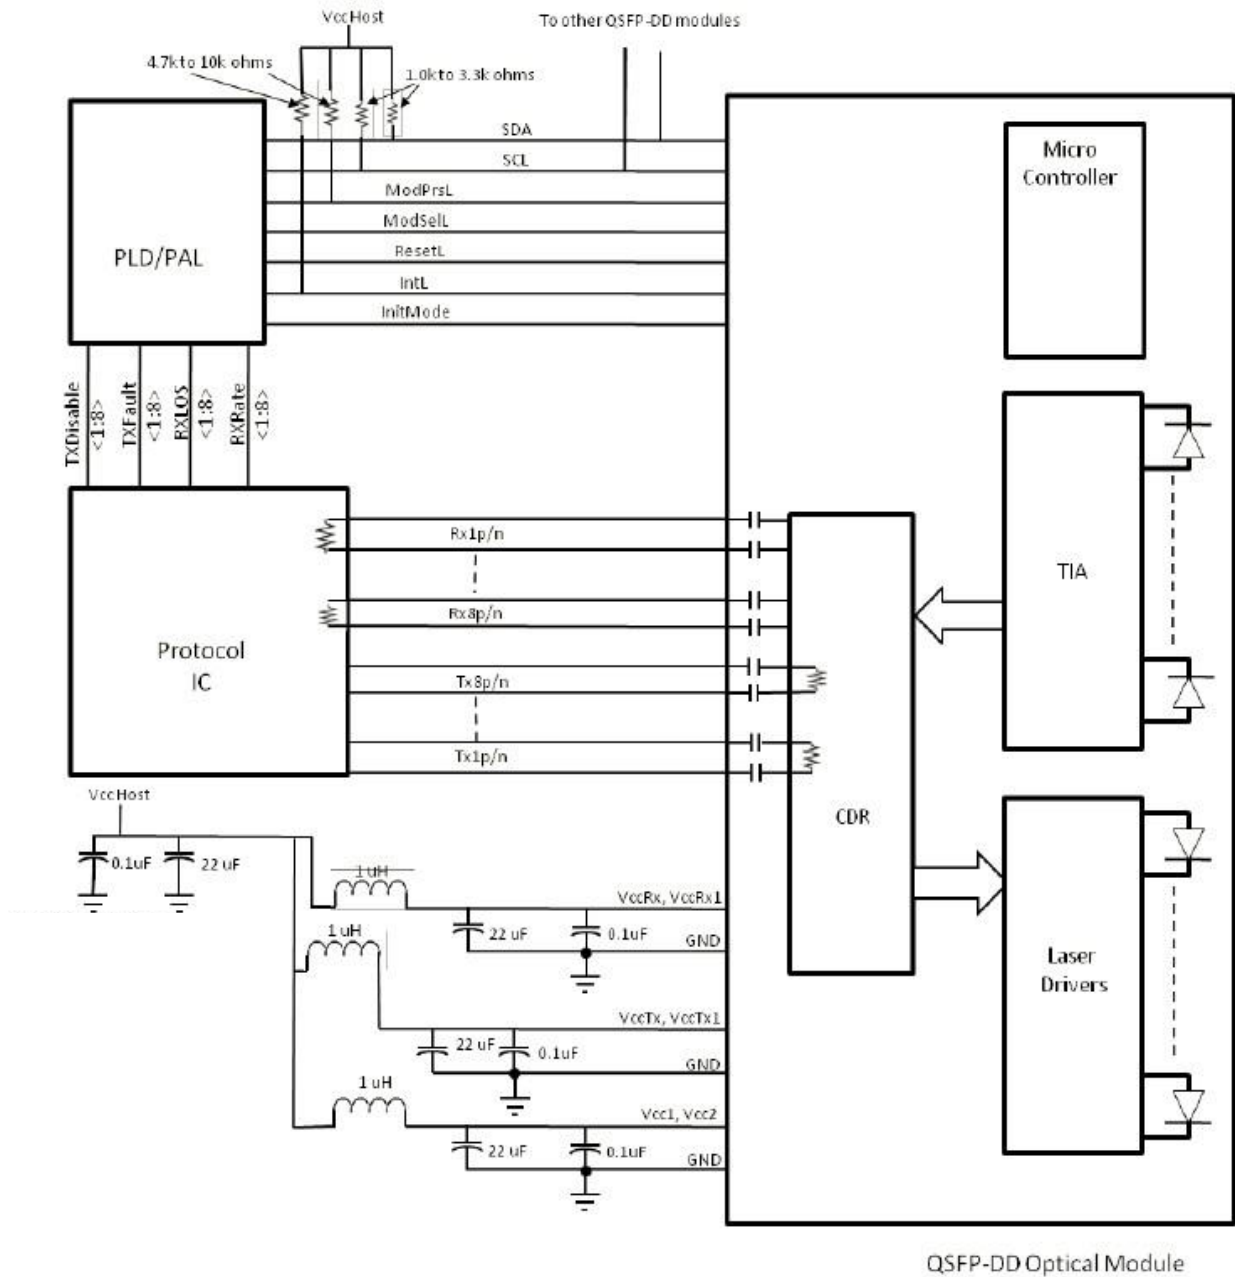 VccHost
To other QSFP-DD modules
4.7k to 10k ohms
1.0k to 3.3k ohms
SDA
SCL
ModPrsL
ModSelL
ResetL
IntL
InitMode
PLD/PAL
Micro
Controller
TXDisable
<1:8>
TXFault
<1:8>
RXLOS
<1:8>
RXRate
<1:8>
Rx1p/n
Rx8p/n
Tx8p/n
Tx1p/n
Protocol
IC
TIA
CDR
Laser
Drivers
VccHost
0.1uF
22 uF
1 uH
VccRx, VccRx1
22 uF
0.1uF
GND
1 uH
VccTx, VccTx1
22 uF
0.1uF
GND
1 uH
Vcc1, Vcc2
22 uF
0.1uF
GND
QSFP-DD Optical Module